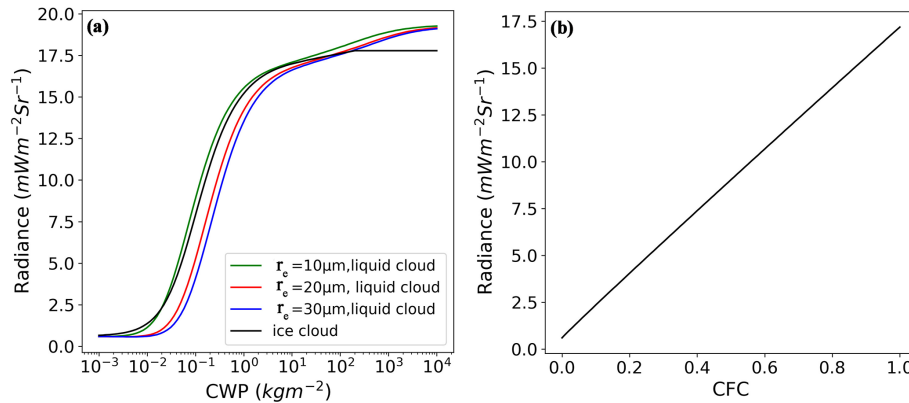 (a)
20.0
17.5
15.0
12.5
10.0
7.5
5.0
2.5
0.0
Radiance (mWm⁻²Sr⁻¹)
rₑ =10μm,liquid cloud
rₑ =20μm, liquid cloud
rₑ =30μm,liquid cloud
ice cloud
10⁻³ 10⁻² 10⁻¹ 10⁰ 10¹ 10² 10³ 10⁴
CWP (kgm⁻²)
(b)
17.5
15.0
12.5
10.0
7.5
5.0
2.5
0.0
Radiance (mWm⁻²Sr⁻¹)
0.0 0.2 0.4 0.6 0.8 1.0
CFC